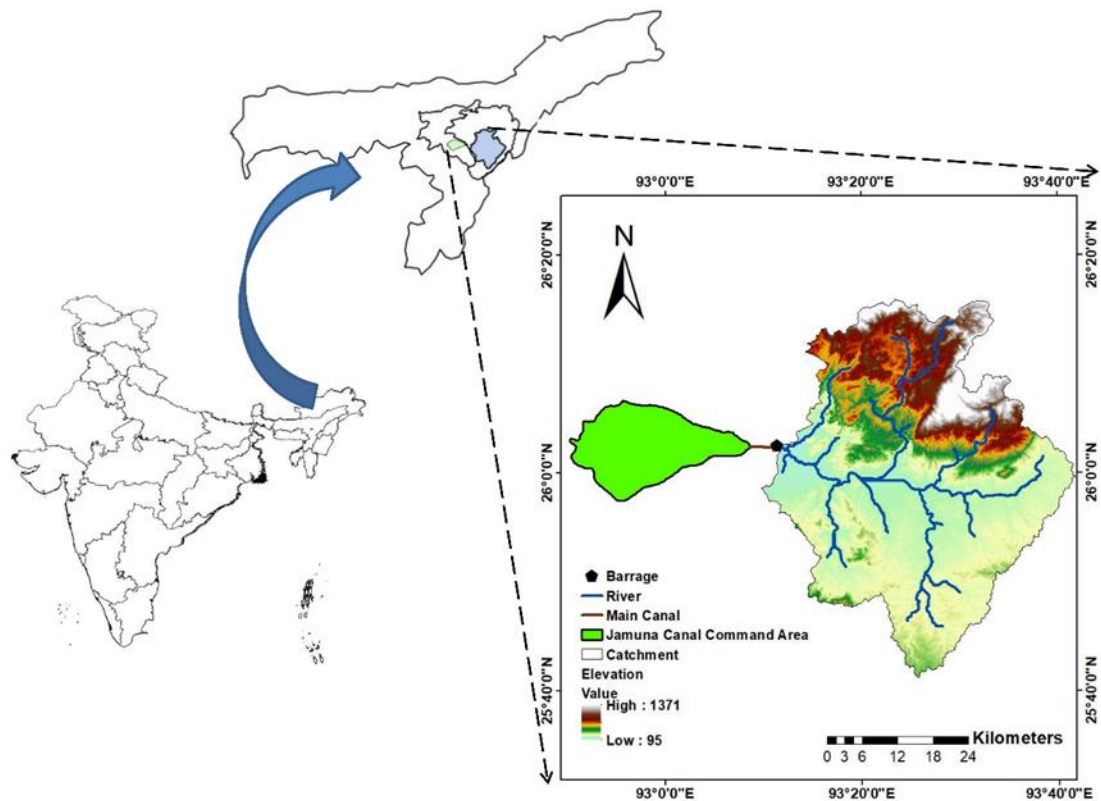 93°0'0"E 93°20'0"E 93°40'0"E
N
26°20'0"N 26°20'0"N
26°0'0"N 26°0'0"N
25°40'0"N 25°40'0"N
Barrage
River
Main Canal
Jamuna Canal Command Area
Catchment
Elevation
Value
High : 1371
Low : 95
Kilometers
0 3 6 12 18 24
93°0'0"E 93°20'0"E 93°40'0"E